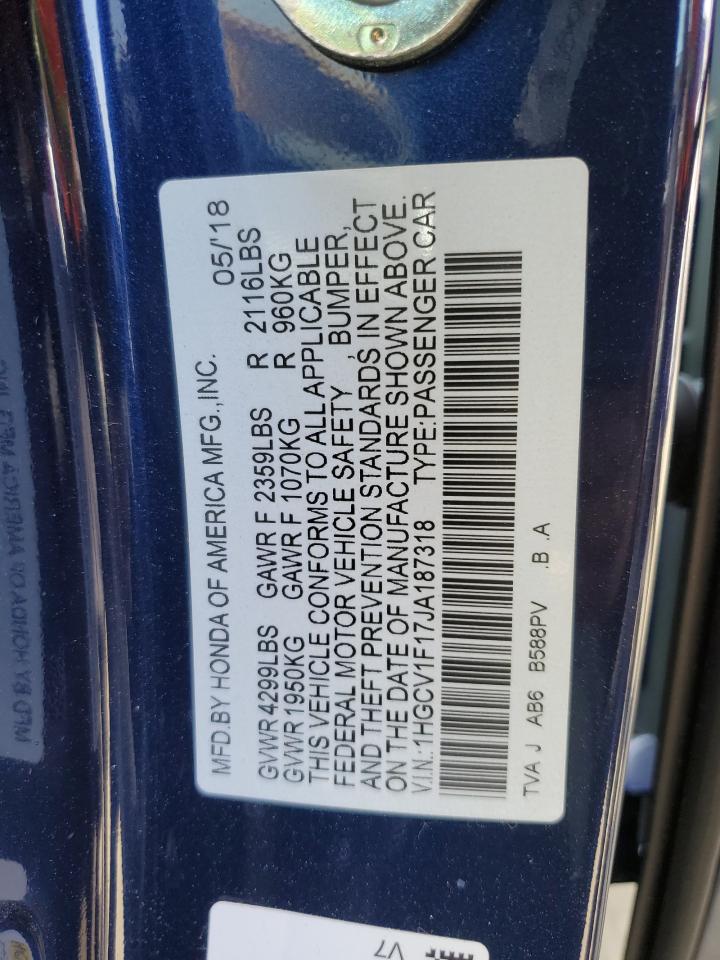 MFD.BY HONDA OF AMERICA MFG.,INC. 05/'18
GVWR 4299LBS GAWR F 2359LBS R 2116LBS
GVWR 1950KG GAWR F 1070KG R 960KG
THIS VEHICLE CONFORMS TO ALL APPLICABLE
FEDERAL MOTOR VEHICLE SAFETY , BUMPER,
AND THEFT PREVENTION STANDARDS IN EFFECT
ON THE DATE OF MANUFACTURE SHOWN ABOVE.
V.I.N.:1HGCV1F17JA187318 TYPE:PASSENGER CAR
TVA J AB6 B588PV .B .A